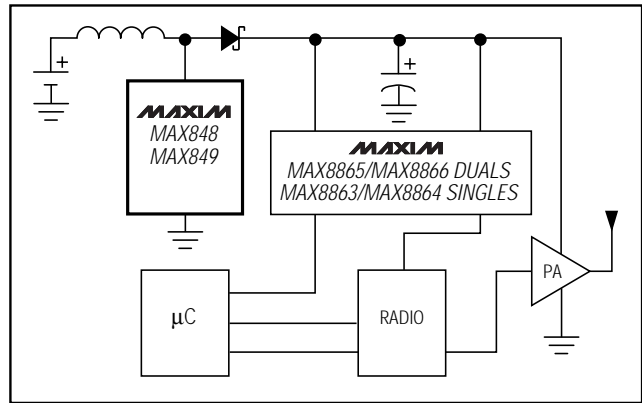 +
+
MAXIM
MAX848
MAX849
MAXIM
MAX8865/MAX8866 DUALS
MAX8863/MAX8864 SINGLES
PA
µC
RADIO